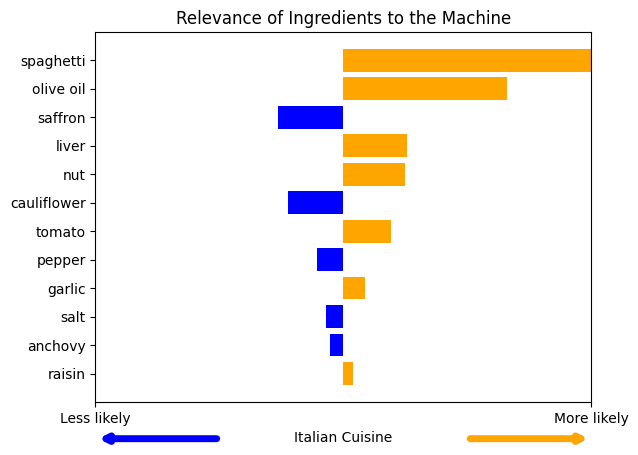 Relevance of Ingredients to the Machine
spaghetti
olive oil
saffron
liver
nut
cauliflower
tomato
pepper
garlic
salt
anchovy
raisin
Less likely
More likely
Italian Cuisine